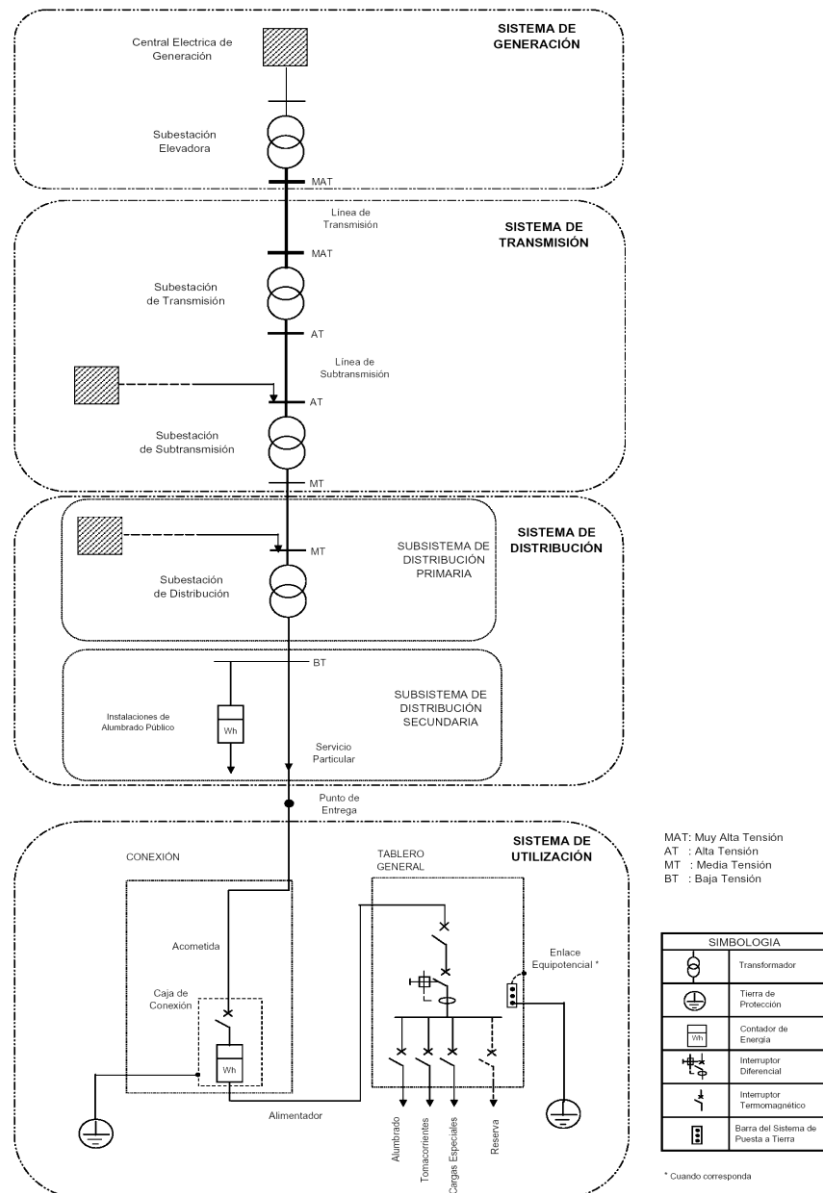 SISTEMA DE
GENERACIÓN
Central Electrica de
Generación
Subestación
Elevadora
MAT
Línea de
Transmisión
SISTEMA DE
TRANSMISIÓN
MAT
Subestación
de Transmisión
AT
Línea de
Subtransmisión
AT
Subestación
de Subtransmisión
MT
SISTEMA DE
DISTRIBUCIÓN
SUBSISTEMA DE
DISTRIBUCIÓN
PRIMARIA
MT
Subestación
de Distribución
BT
SUBSISTEMA DE
DISTRIBUCIÓN
SECUNDARIA
Instalaciones de
Alumbrado Público
Wh
Servicio
Particular
Punto de
Entrega
SISTEMA DE
UTILIZACIÓN
CONEXIÓN
TABLERO
GENERAL
Acometida
Enlace
Equipotencial *
Caja de
Conexión
Wh
Alimentador
Alumbrado
Tomacorrientes
Cargas Especiales
Reserva
MAT: Muy Alta Tensión
AT : Alta Tensión
MT : Media Tensión
BT : Baja Tensión
SIMBOLOGIA
Transformador
Tierra de
Protección
Wh
Contador de
Energía
Interruptor
Diferencial
Interruptor
Termomagnético
Barra del Sistema de
Puesta a Tierra
* Cuando corresponda